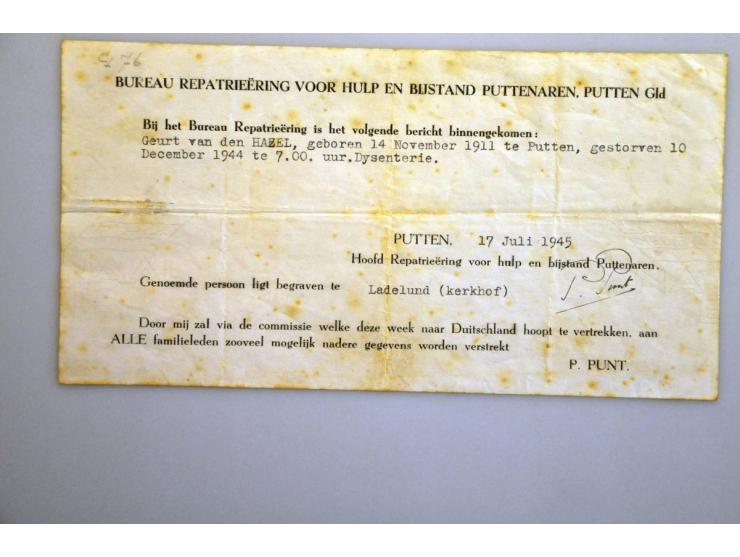 76
BUREAU REPATRIEËRING VOOR HULP EN BIJSTAND PUTTENAREN, PUTTEN Gld
Bij het Bureau Repatrieëring is het volgende bericht binnengekomen:
Geurt van den HAZEL, geboren 14 November 1911 te Putten, gestorven 10
December 1944 te 7.00. uur.Dysenterie.
PUTTEN, 17 Juli 1945
Hoofd Repatrieëring voor hulp en bijstand Puttenaren,
P. Punt
Genoemde persoon ligt begraven te Ladelund (kerkhof)
Door mij zal via de commissie welke deze week naar Duitschland hoopt te vertrekken, aan
ALLE familieleden zooveel mogelijk nadere gegevens worden verstrekt
P. PUNT.